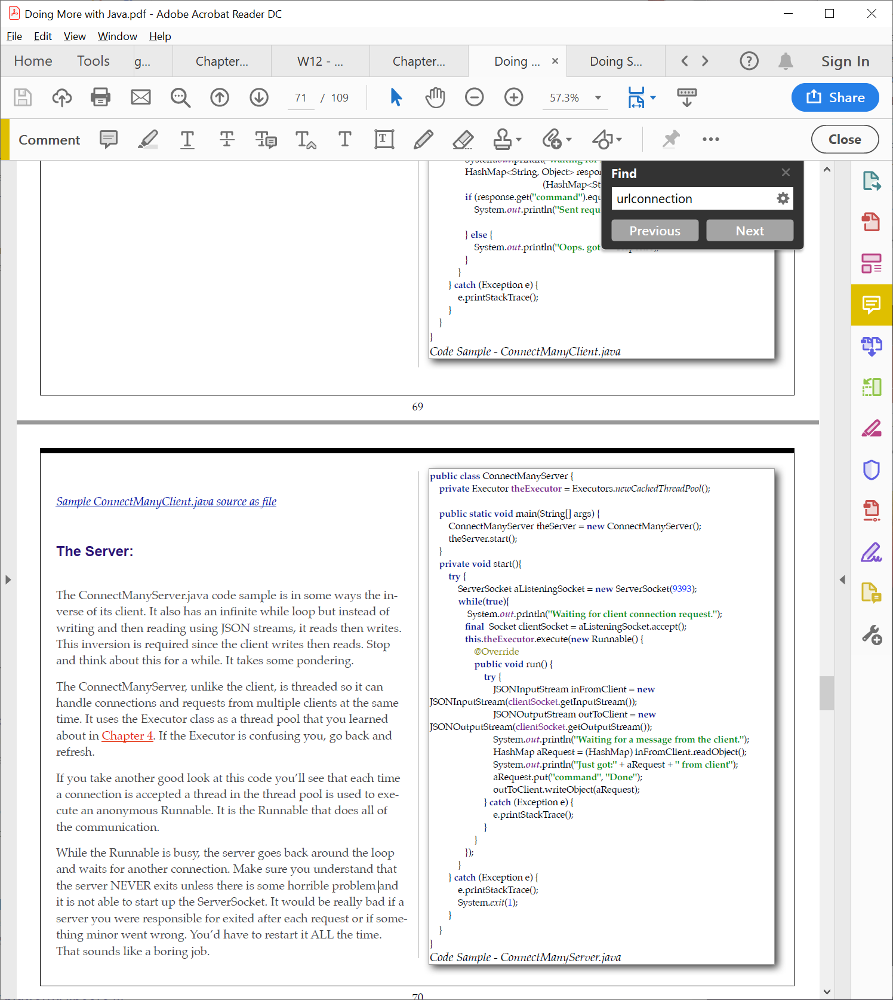 Doing More with Java.pdf - Adobe Acrobat Reader DC
File Edit View Window Help
Home Tools g... Chapter... W12 - ... Chapter... Doing ... Doing S... Sign In
71 / 109 57.3% Share
Comment Close
Find
urlconnection
Previous Next
HashMap<String, Object> respon
(HashMap<St
if (response.get("command").equ
System.out.println("Sent requ
} else {
System.out.println("Oops. got
}
}
} catch (Exception e) {
e.printStackTrace();
}
}
}
Code Sample - ConnectManyClient.java
69
Sample ConnectManyClient.java source as file
The Server:
The ConnectManyServer.java code sample is in some ways the in-
verse of its client. It also has an infinite while loop but instead of
writing and then reading using JSON streams, it reads then writes.
This inversion is required since the client writes then reads. Stop
and think about this for a while. It takes some pondering.
The ConnectManyServer, unlike the client, is threaded so it can
handle connections and requests from multiple clients at the same
time. It uses the Executor class as a thread pool that you learned
about in Chapter 4. If the Executor is confusing you, go back and
refresh.
If you take another good look at this code you'll see that each time
a connection is accepted a thread in the thread pool is used to exe-
cute an anonymous Runnable. It is the Runnable that does all of
the communication.
While the Runnable is busy, the server goes back around the loop
and waits for another connection. Make sure you understand that
the server NEVER exits unless there is some horrible problem and
it is not able to start up the ServerSocket. It would be really bad if a
server you were responsible for exited after each request or if some-
thing minor went wrong. You'd have to restart it ALL the time.
That sounds like a boring job.
public class ConnectManyServer {
private Executor theExecutor = Executors.newCachedThreadPool();
public static void main(String[] args) {
ConnectManyServer theServer = new ConnectManyServer();
theServer.start();
}
private void start(){
try {
ServerSocket aListeningSocket = new ServerSocket(9393);
while(true){
System.out.println("Waiting for client connection request.");
final Socket clientSocket = aListeningSocket.accept();
this.theExecutor.execute(new Runnable() {
@Override
public void run() {
try {
JSONInputStream inFromClient = new
JSONInputStream(clientSocket.getInputStream());
JSONOutputStream outToClient = new
JSONOutputStream(clientSocket.getOutputStream());
System.out.println("Waiting for a message from the client.");
HashMap aRequest = (HashMap) inFromClient.readObject();
System.out.println("Just got:" + aRequest + " from client");
aRequest.put("command", "Done");
outToClient.writeObject(aRequest);
} catch (Exception e) {
e.printStackTrace();
}
}
});
}
} catch (Exception e) {
e.printStackTrace();
System.exit(1);
}
}
}
Code Sample - ConnectManyServer.java
70